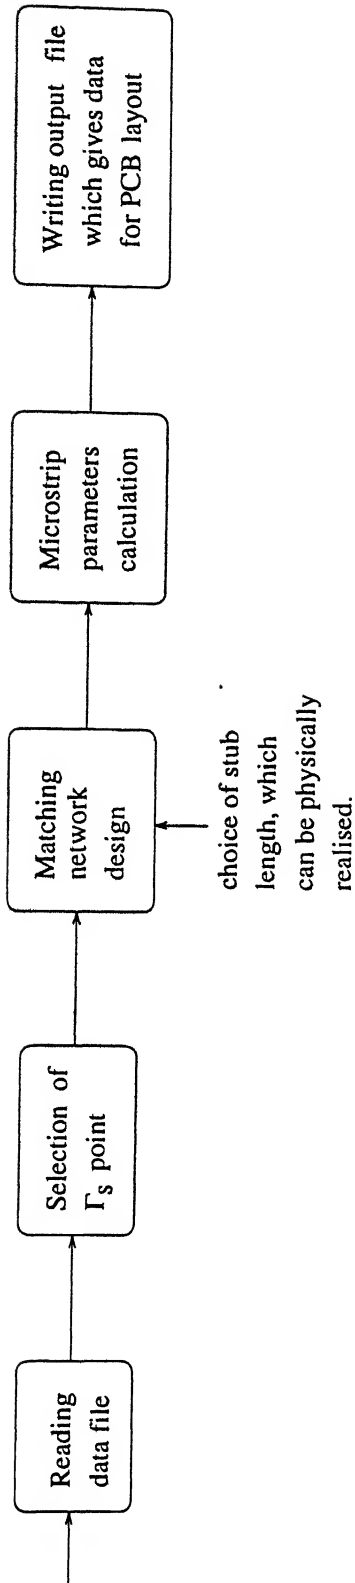 Reading
data file
Selection of
Γs point
Matching
network
design
choice of stub
length, which
can be physically
realised.
Microstrip
parameters
calculation
Writing output file
which gives data
for PCB layout